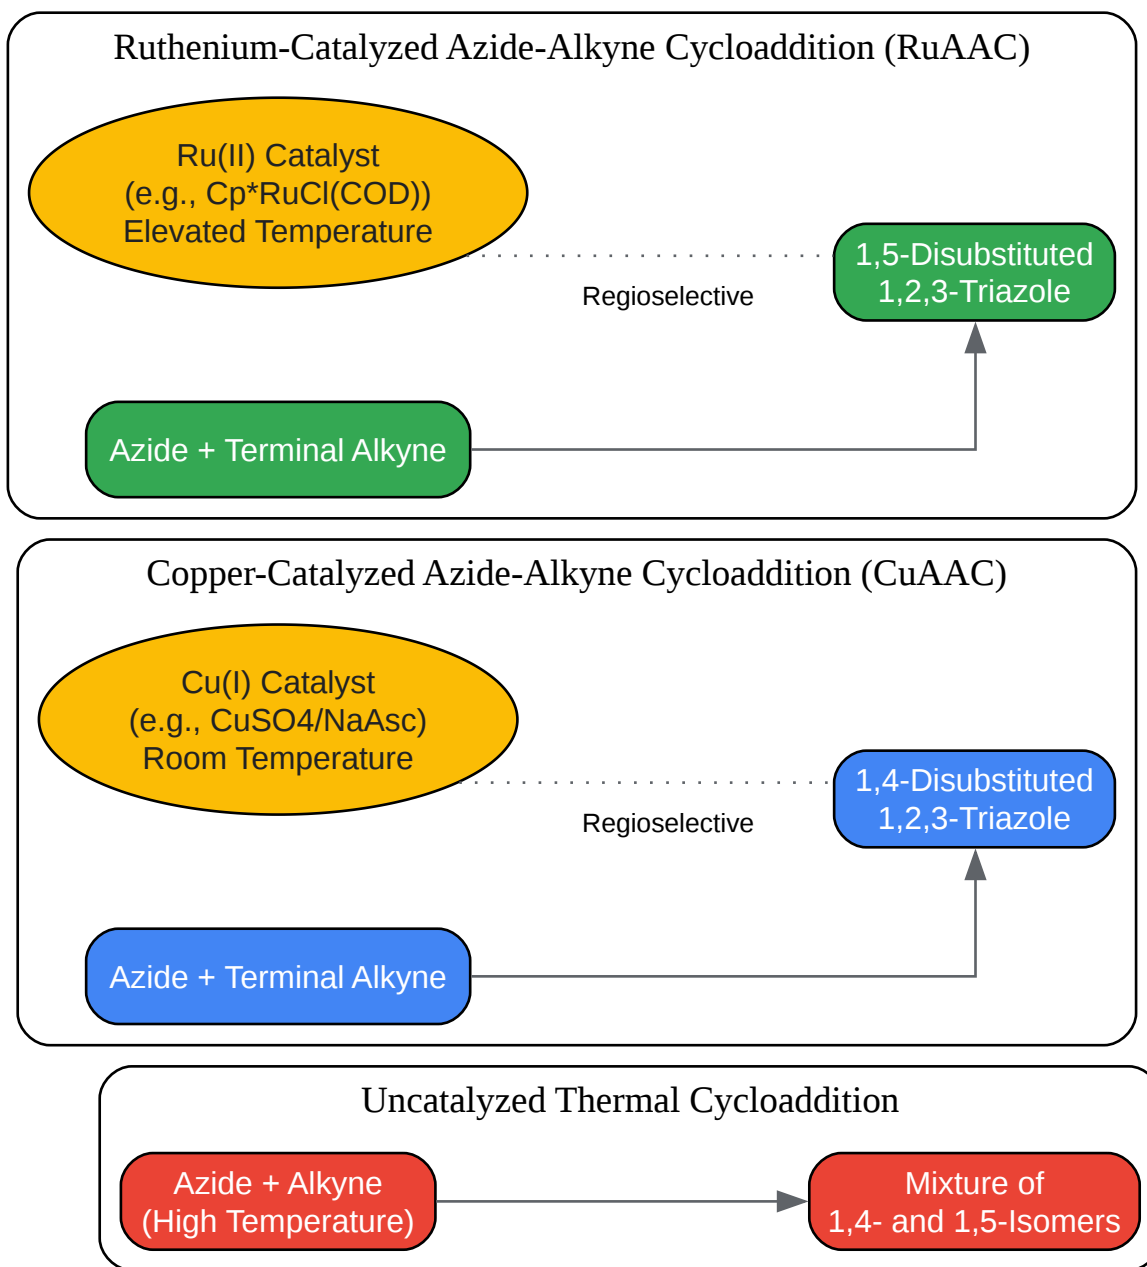 Ruthenium-Catalyzed Azide-Alkyne Cycloaddition (RuAAC)
Ru(II) Catalyst
(e.g., Cp*RuCl(COD))
Elevated Temperature
1,5-Disubstituted
1,2,3-Triazole
Regioselective
Azide + Terminal Alkyne
Copper-Catalyzed Azide-Alkyne Cycloaddition (CuAAC)
Cu(I) Catalyst
(e.g., CuSO4/NaAsc)
Room Temperature
1,4-Disubstituted
1,2,3-Triazole
Regioselective
Azide + Terminal Alkyne
Uncatalyzed Thermal Cycloaddition
Azide + Alkyne
(High Temperature)
Mixture of
1,4- and 1,5-Isomers